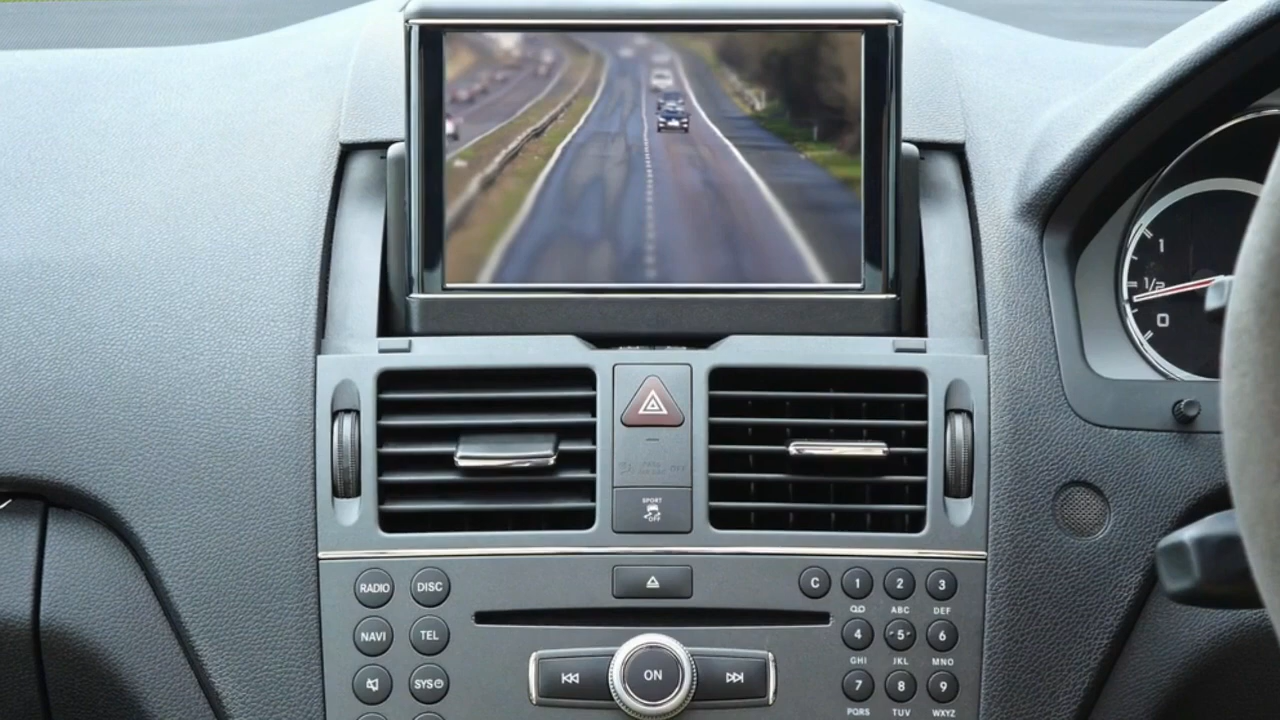 1
1/2
0
SPORT
OFF
RADIO
DISC
C
1
2
3
ABC
DEF
NAVI
TEL
4
5
6
GHI
JKL
MNO
SYS
ON
7
8
9
PQRS
TUV
WXYZ